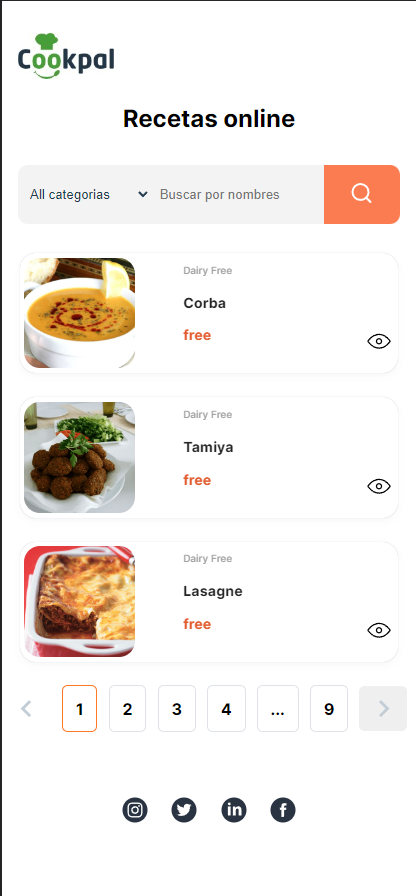 Cookpal
Recetas online
All categorias Buscar por nombres
Dairy Free
Corba
free
Dairy Free
Tamiya
free
Dairy Free
Lasagne
free
1 2 3 4 ... 9